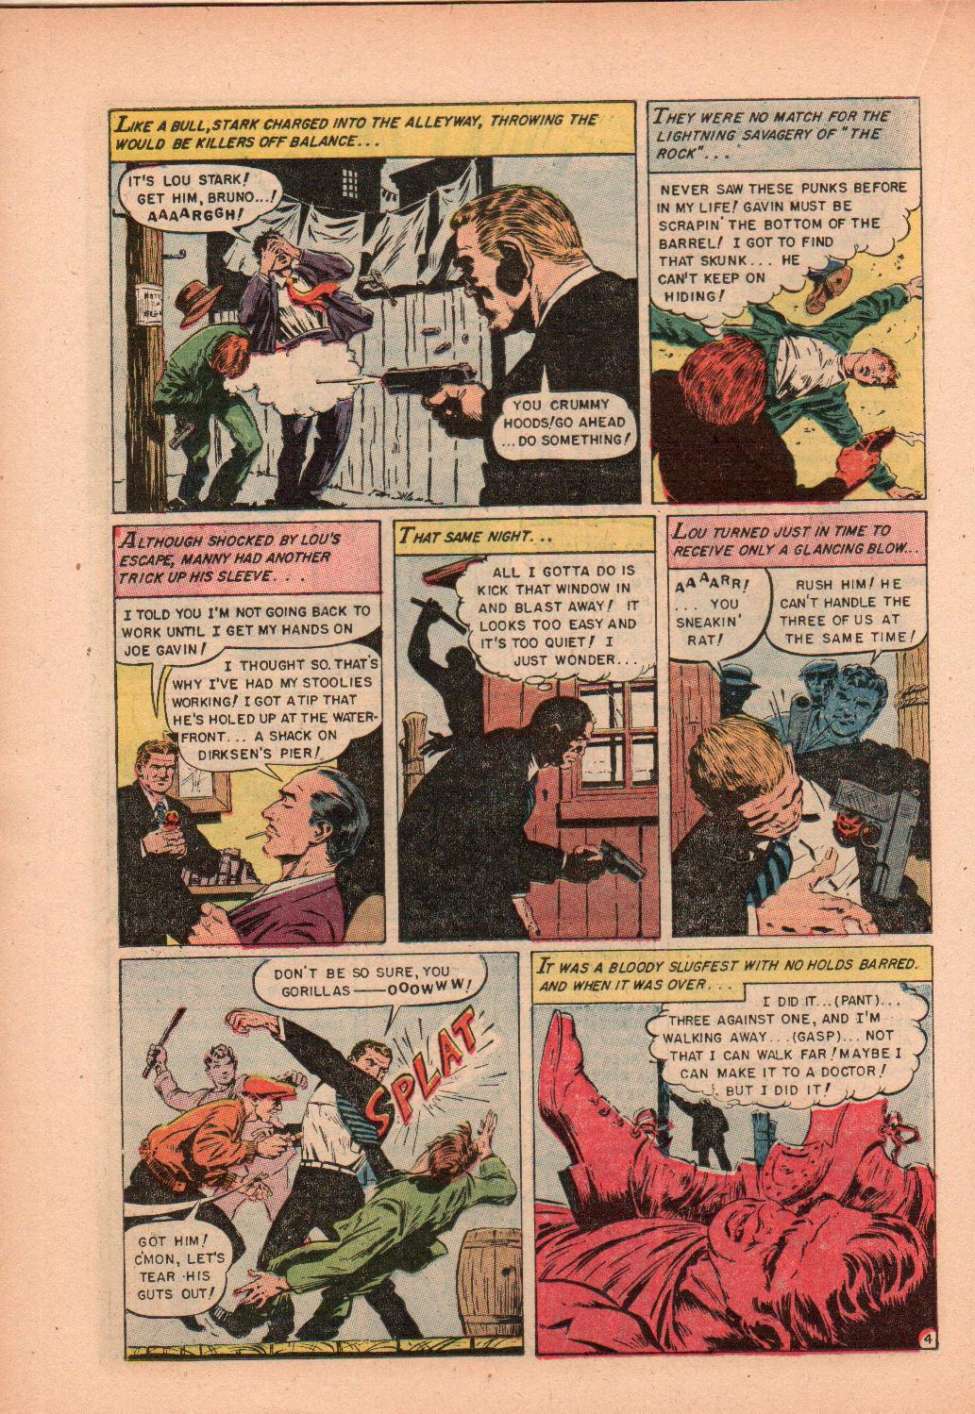 LIKE A BULL, STARK CHARGED INTO THE ALLEYWAY, THROWING THE
WOULD BE KILLERS OFF BALANCE...
IT'S LOU STARK!
GET HIM, BRUNO...!
AAAARGGH!
YOU CRUMMY
HOODS! GO AHEAD
...DO SOMETHING!
THEY WERE NO MATCH FOR THE
LIGHTNING SAVAGERY OF "THE
ROCK"...
NEVER SAW THESE PUNKS BEFORE
IN MY LIFE! GAVIN MUST BE
SCRAPIN' THE BOTTOM OF THE
BARREL! I GOT TO FIND
THAT SKUNK... HE
CAN'T KEEP ON
HIDING!
ALTHOUGH SHOCKED BY LOU'S
ESCAPE, MANNY HAD ANOTHER
TRICK UP HIS SLEEVE...
I TOLD YOU I'M NOT GOING BACK TO
WORK UNTIL I GET MY HANDS ON
JOE GAVIN!
I THOUGHT SO. THAT'S
WHY I'VE HAD MY STOOLIES
WORKING! I GOT A TIP THAT
HE'S HOLED UP AT THE WATER-
FRONT... A SHACK ON
DIRKSEN'S PIER!
THAT SAME NIGHT...
ALL I GOTTA DO IS
KICK THAT WINDOW IN
AND BLAST AWAY! IT
LOOKS TOO EASY AND
IT'S TOO QUIET! I
JUST WONDER...
LOU TURNED JUST IN TIME TO
RECEIVE ONLY A GLANCING BLOW...
AAAARR!
... YOU
SNEAKIN'
RAT!
RUSH HIM! HE
CAN'T HANDLE THE
THREE OF US AT
THE SAME TIME!
DON'T BE SO SURE, YOU
GORILLAS——OOOWWW!
SPLAT
GOT HIM!
C'MON, LET'S
TEAR HIS
GUTS OUT!
IT WAS A BLOODY SLUGFEST WITH NO HOLDS BARRED.
AND WHEN IT WAS OVER...
I DID IT...(PANT)...
THREE AGAINST ONE, AND I'M
WALKING AWAY...(GASP)... NOT
THAT I CAN WALK FAR! MAYBE I
CAN MAKE IT TO A DOCTOR!
BUT I DID IT!
4